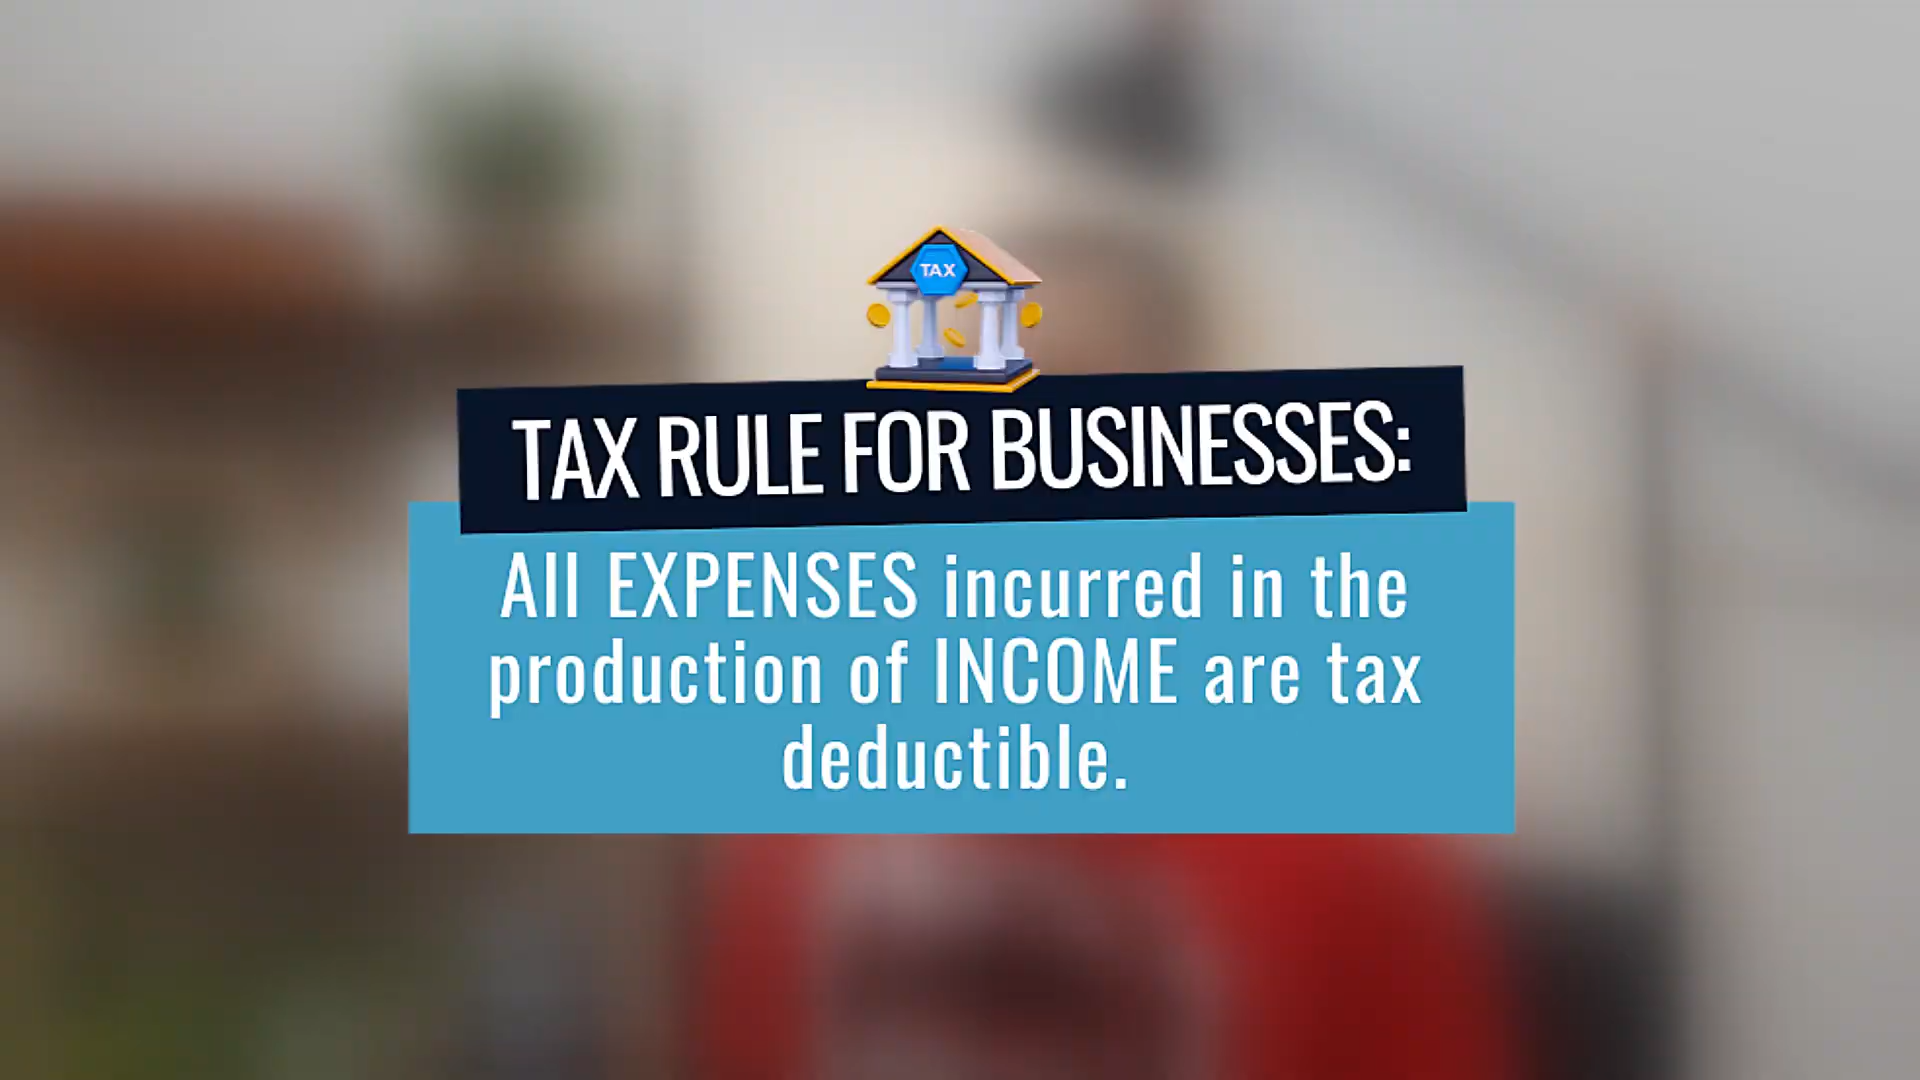 TAX
TAX RULE FOR BUSINESSES:
All EXPENSES incurred in the
production of INCOME are tax
deductible.